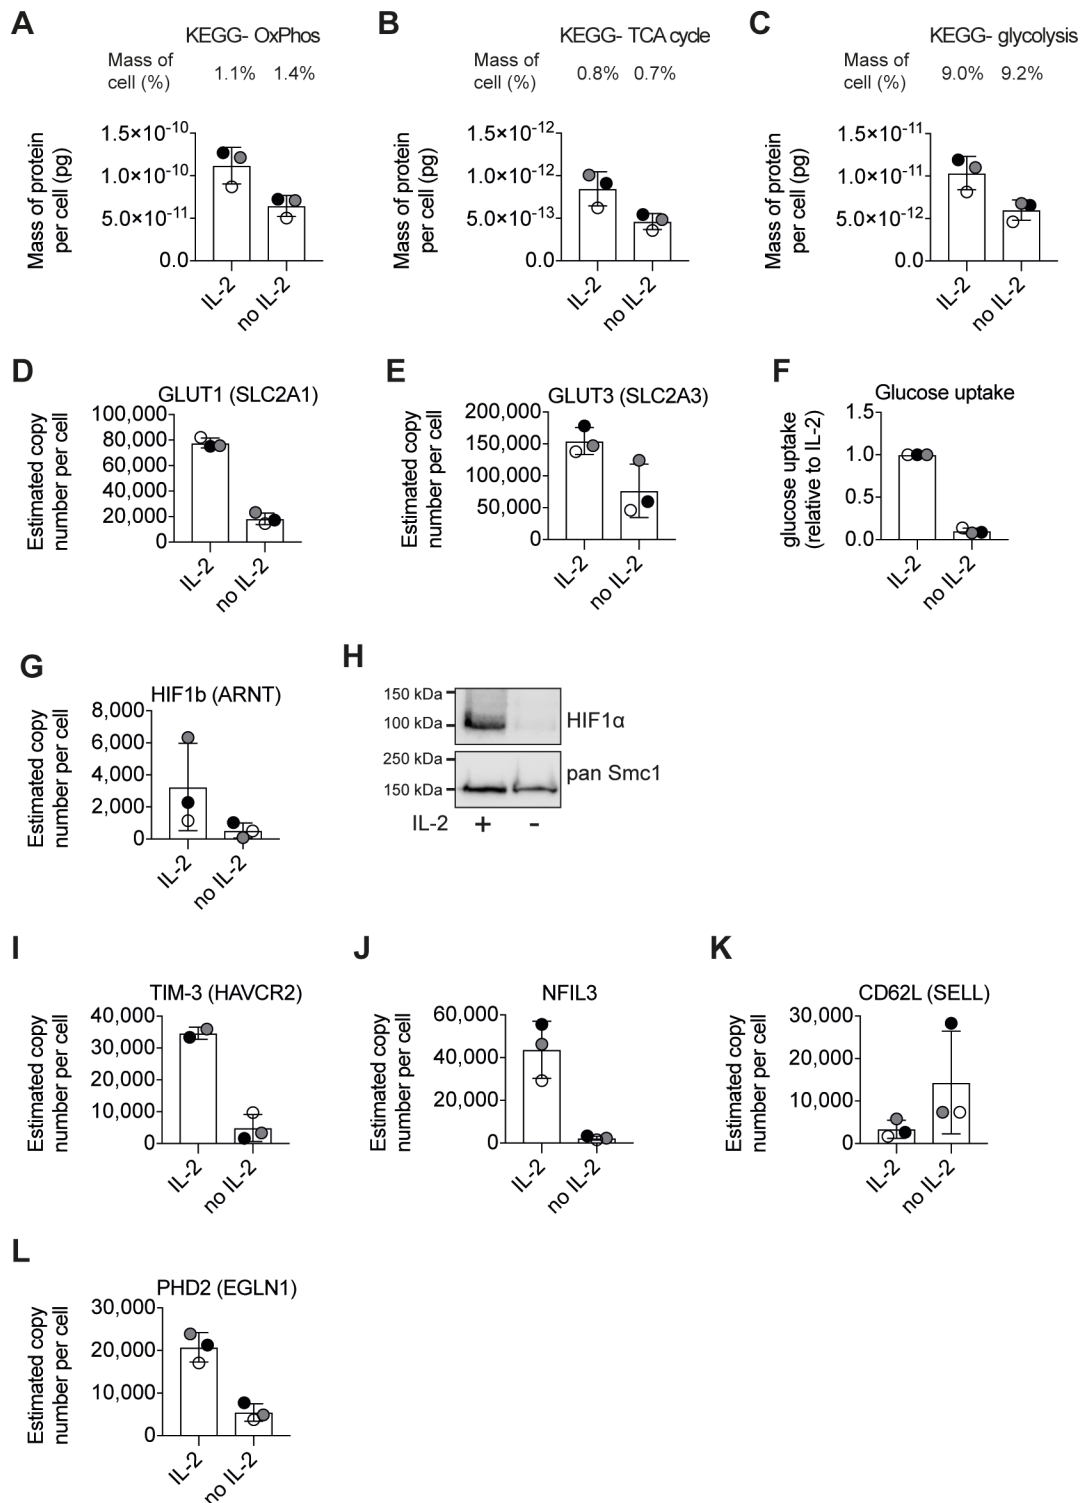 A
KEGG- OxPhos
Mass of
cell (%)
1.1% 1.4%
Mass of protein
per cell (pg)
1.5×10-10
1.0×10-10
5.0×10-11
0.0
IL-2
no IL-2
B
KEGG- TCA cycle
Mass of
cell (%)
0.8% 0.7%
Mass of protein
per cell (pg)
1.5×10-12
1.0×10-12
5.0×10-13
0.0
IL-2
no IL-2
C
KEGG- glycolysis
Mass of
cell (%)
9.0% 9.2%
Mass of protein
per cell (pg)
1.5×10-11
1.0×10-11
5.0×10-12
0.0
IL-2
no IL-2
D
GLUT1 (SLC2A1)
Estimated copy
number per cell
100,000
80,000
60,000
40,000
20,000
0
IL-2
no IL-2
E
GLUT3 (SLC2A3)
Estimated copy
number per cell
200,000
150,000
100,000
50,000
0
IL-2
no IL-2
F
Glucose uptake
glucose uptake
(relative to IL-2)
1.5
1.0
0.5
0.0
IL-2
no IL-2
G
HIF1b (ARNT)
Estimated copy
number per cell
8,000
6,000
4,000
2,000
0
IL-2
no IL-2
H
150 kDa
100 kDa
HIF1α
250 kDa
150 kDa
pan Smc1
IL-2 + -
I
TIM-3 (HAVCR2)
Estimated copy
number per cell
40,000
30,000
20,000
10,000
0
IL-2
no IL-2
J
NFIL3
Estimated copy
number per cell
60,000
40,000
20,000
0
IL-2
no IL-2
K
CD62L (SELL)
Estimated copy
number per cell
30,000
20,000
10,000
0
IL-2
no IL-2
L
PHD2 (EGLN1)
Estimated copy
number per cell
30,000
20,000
10,000
0
IL-2
no IL-2